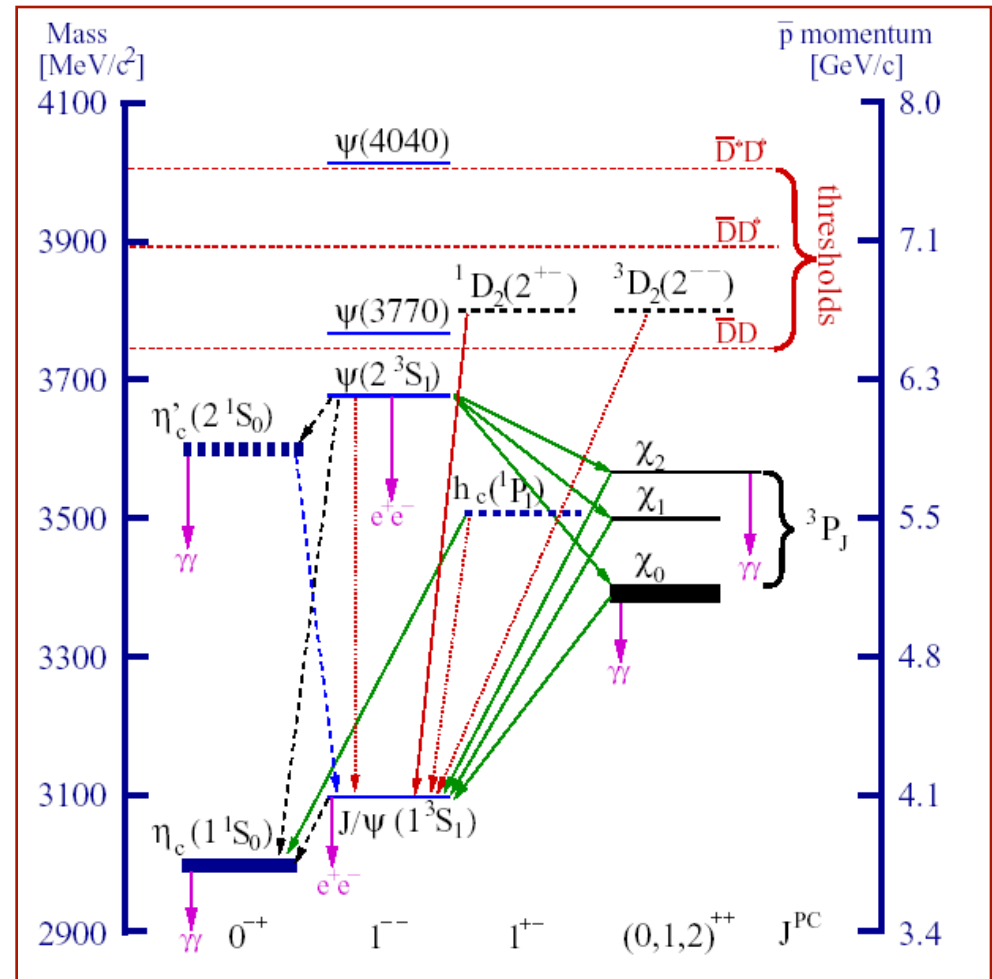 Mass
[MeV/c²]
p̄ momentum
[GeV/c]
4100
8.0
ψ(4040)
D̄*D*
3900
7.1
D̄D*
thresholds
¹D₂(2⁺⁻)
³D₂(2⁻⁻)
ψ(3770)
D̄D
3700
6.3
ψ(2 ³S₁)
η'c(2 ¹S₀)
χ₂
hc(¹P₁)
e⁺e⁻
3500
5.5
χ₁
³PJ
γγ
γγ
χ₀
3300
4.8
γγ
3100
4.1
J/ψ (1³S₁)
ηc(1 ¹S₀)
e⁺e⁻
2900
3.4
γγ
0⁻⁺
1⁻⁻
1⁺⁻
(0,1,2)⁺⁺
J^PC